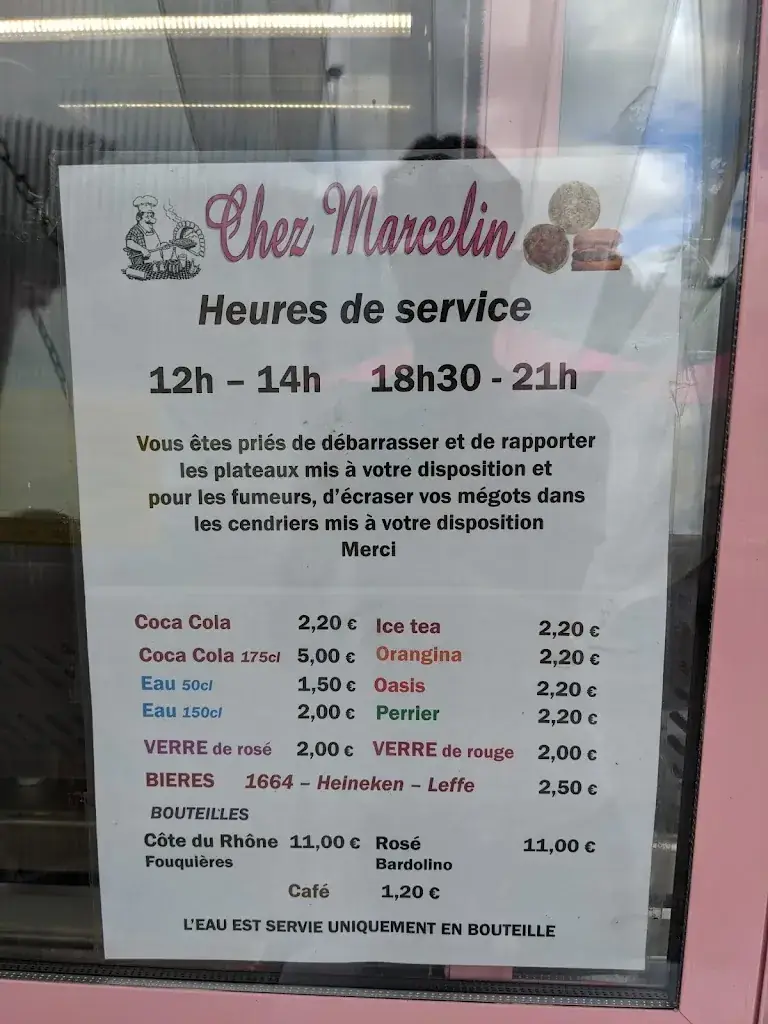 Chez Marcelin
Heures de service
12h – 14h 18h30 - 21h
Vous êtes priés de débarrasser et de rapporter
les plateaux mis à votre disposition et
pour les fumeurs, d'écraser vos mégots dans
les cendriers mis à votre disposition
Merci
Coca Cola 2,20 € Ice tea 2,20 €
Coca Cola 175cl 5,00 € Orangina 2,20 €
Eau 50cl 1,50 € Oasis 2,20 €
Eau 150cl 2,00 € Perrier 2,20 €
VERRE de rosé 2,00 € VERRE de rouge 2,00 €
BIERES 1664 – Heineken – Leffe 2,50 €
BOUTEILLES
Côte du Rhône 11,00 € Rosé 11,00 €
Fouquières Bardolino
Café 1,20 €
L'EAU EST SERVIE UNIQUEMENT EN BOUTEILLE